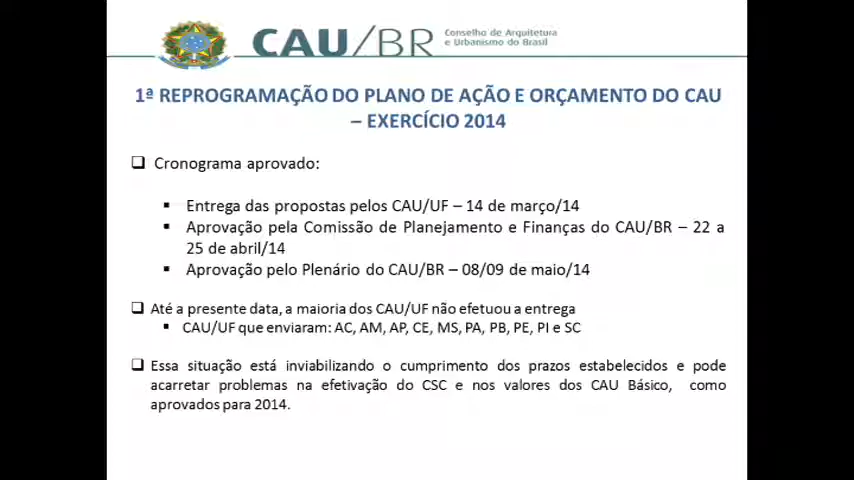 CAU/BR Conselho de Arquitetura
e Urbanismo do Brasil
1ª REPROGRAMAÇÃO DO PLANO DE AÇÃO E ORÇAMENTO DO CAU
– EXERCÍCIO 2014
❑ Cronograma aprovado:
▪ Entrega das propostas pelos CAU/UF – 14 de março/14
▪ Aprovação pela Comissão de Planejamento e Finanças do CAU/BR – 22 a
25 de abril/14
▪ Aprovação pelo Plenário do CAU/BR – 08/09 de maio/14
❑ Até a presente data, a maioria dos CAU/UF não efetuou a entrega
▪ CAU/UF que enviaram: AC, AM, AP, CE, MS, PA, PB, PE, PI e SC
❑ Essa situação está inviabilizando o cumprimento dos prazos estabelecidos e pode
acarretar problemas na efetivação do CSC e nos valores dos CAU Básico, como
aprovados para 2014.